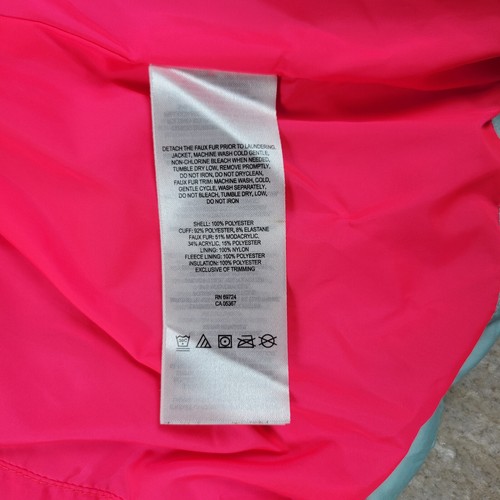 DETACH THE FAUX FUR PRIOR TO LAUNDERING
JACKET, MACHINE WASH COLD GENTLE,
NON-CHLORINE BLEACH WHEN NEEDED,
TUMBLE DRY LOW, REMOVE PROMPTLY,
DO NOT IRON, DO NOT DRYCLEAN,
FAUX FUR TRIM: MACHINE WASH, COLD,
GENTLE CYCLE, WASH SEPARATELY,
DO NOT BLEACH, TUMBLE DRY, LOW,
DO NOT IRON
SHELL: 100% POLYESTER
CUFF: 92% POLYESTER, 8% ELASTANE
FAUX FUR: 51% MODACRYLIC,
34% ACRYLIC, 15% POLYESTER
LINING: 100% NYLON
FLEECE LINING: 100% POLYESTER
INSULATION: 100% POLYESTER
EXCLUSIVE OF TRIMMING
RN 69724
CA 05367